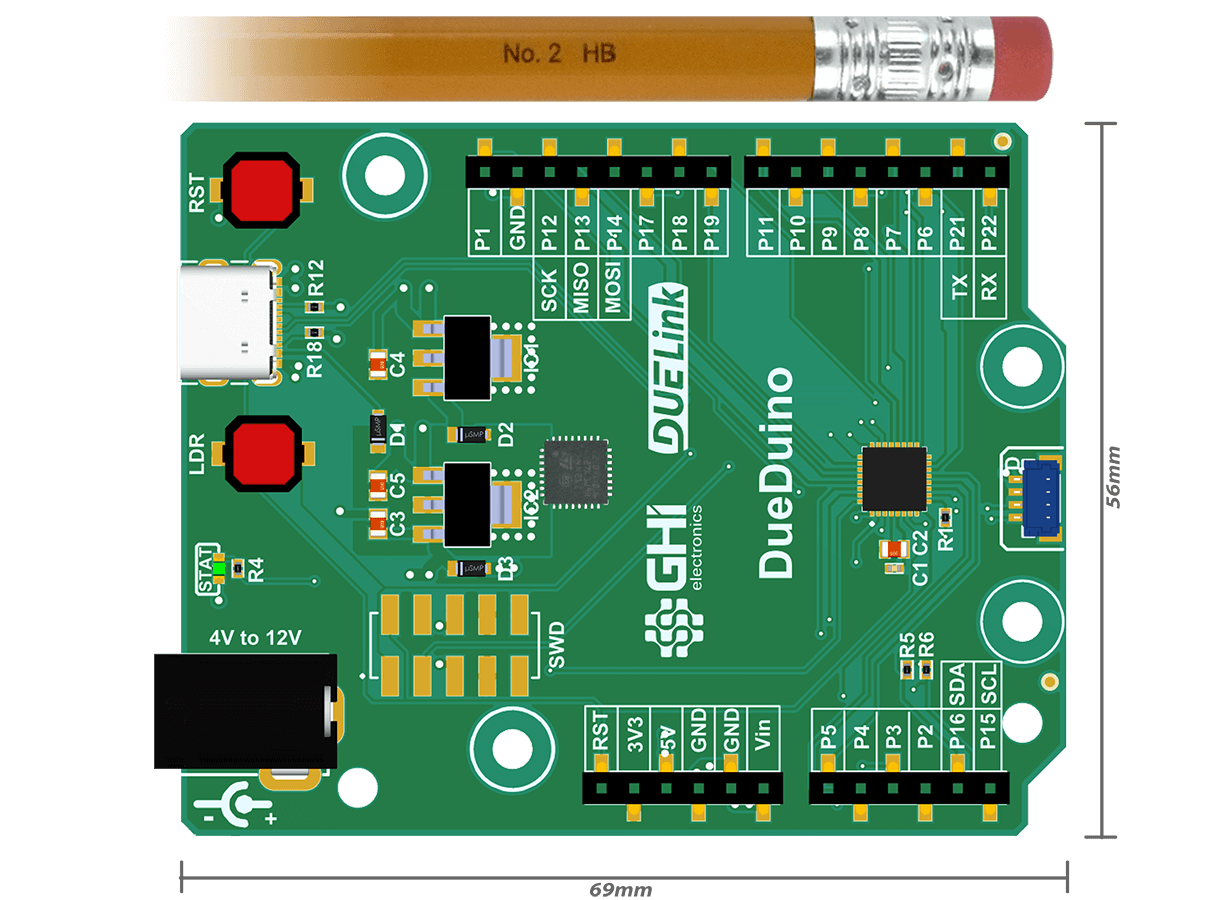 No. 2 HB
RST
P1
GND
P12
P13
P14
P17
P18
P19
P11
P10
P9
P8
P7
P6
P21
P22
SCK
MISO
MOSI
TX
RX
R12
R18
C4
IC1
DUELink
DueDuino
LDR
D1
D2
C5
C3
IC2
D3
GHI
electronics
R1
C1 C2
STAT
R4
4V to 12V
SWD
R5
R6
SDA
SCL
RST
3V3
5V
GND
GND
Vin
P5
P4
P3
P2
P16
P15
- +
56mm
69mm